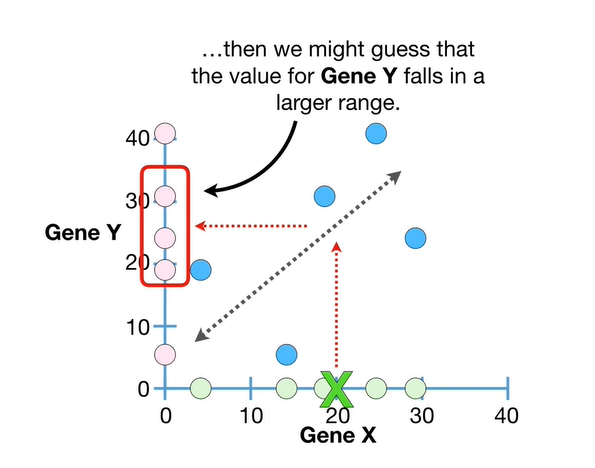 …then we might guess that
the value for Gene Y falls in a
larger range.
40
30
Gene Y
20
10
0
0 10 20 30 40
X
Gene X